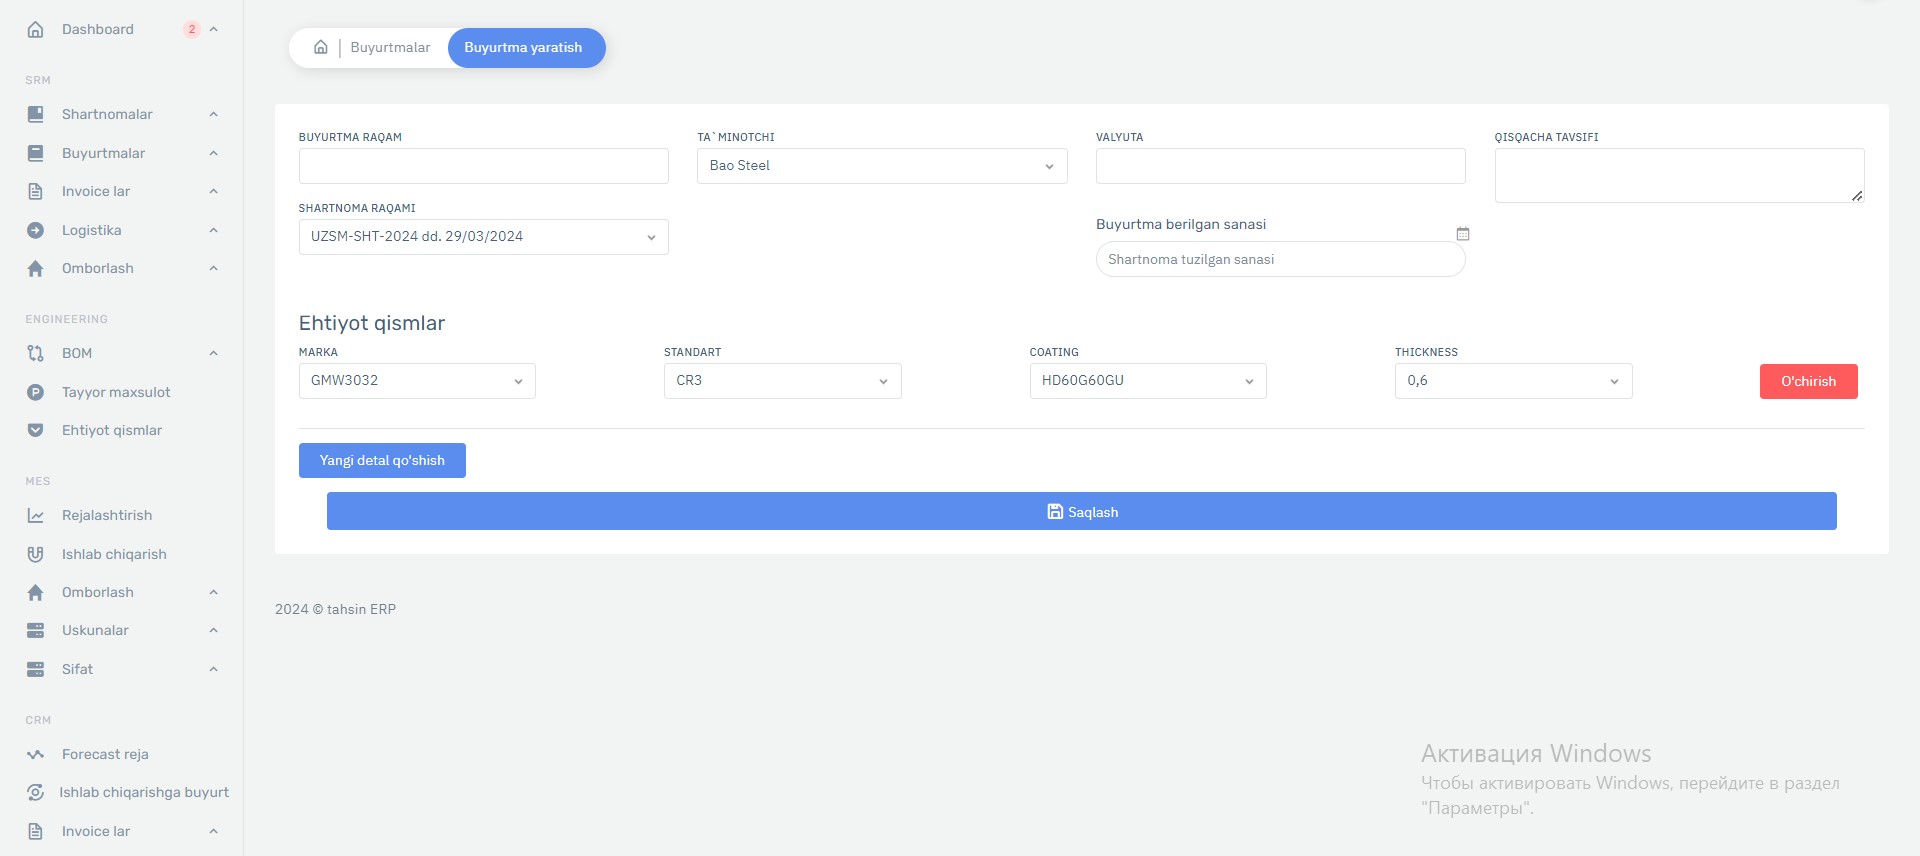 Dashboard 2
SRM
Shartnomalar
Buyurtmalar
Invoice lar
Logistika
Omborlash
ENGINEERING
BOM
Tayyor maxsulot
Ehtiyot qismlar
MES
Rejalashtirish
Ishlab chiqarish
Omborlash
Uskunalar
Sifat
CRM
Forecast reja
Ishlab chiqarishga buyurt
Invoice lar
Buyurtmalar Buyurtma yaratish
BUYURTMA RAQAM
TA`MINOTCHI
Bao Steel
VALYUTA
QISQACHA TAVSIFI
SHARTNOMA RAQAMI
UZSM-SHT-2024 dd. 29/03/2024
Buyurtma berilgan sanasi
Shartnoma tuzilgan sanasi
Ehtiyot qismlar
MARKA
GMW3032
STANDART
CR3
COATING
HD60G60GU
THICKNESS
0,6
O'chirish
Yangi detal qo'shish
Saqlash
2024 © tahsin ERP
Активация Windows
Чтобы активировать Windows, перейдите в раздел
"Параметры".